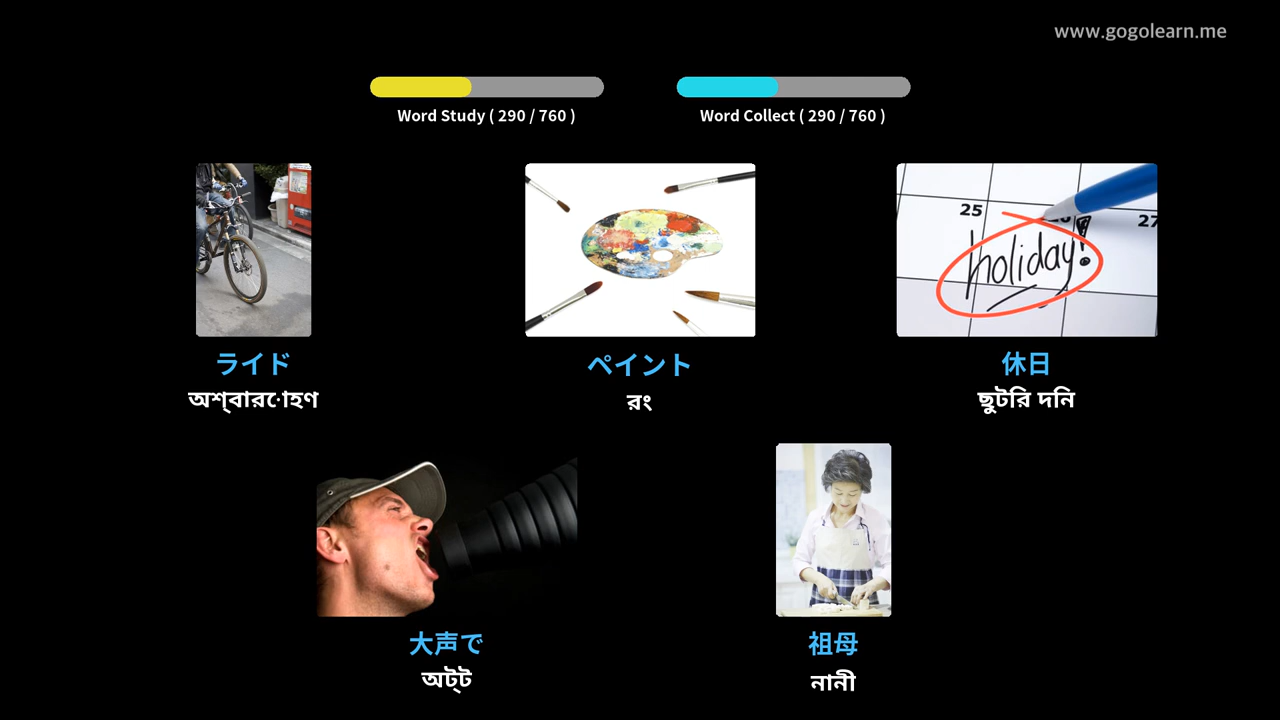 www.gogolearn.me
Word Study ( 290 / 760 )
Word Collect ( 290 / 760 )
25
26
27
holiday!
ライド
ペイント
休日
অশ্বারোহণ
রং
ছুটির দিন
大声で
祖母
অট্ট
নানী